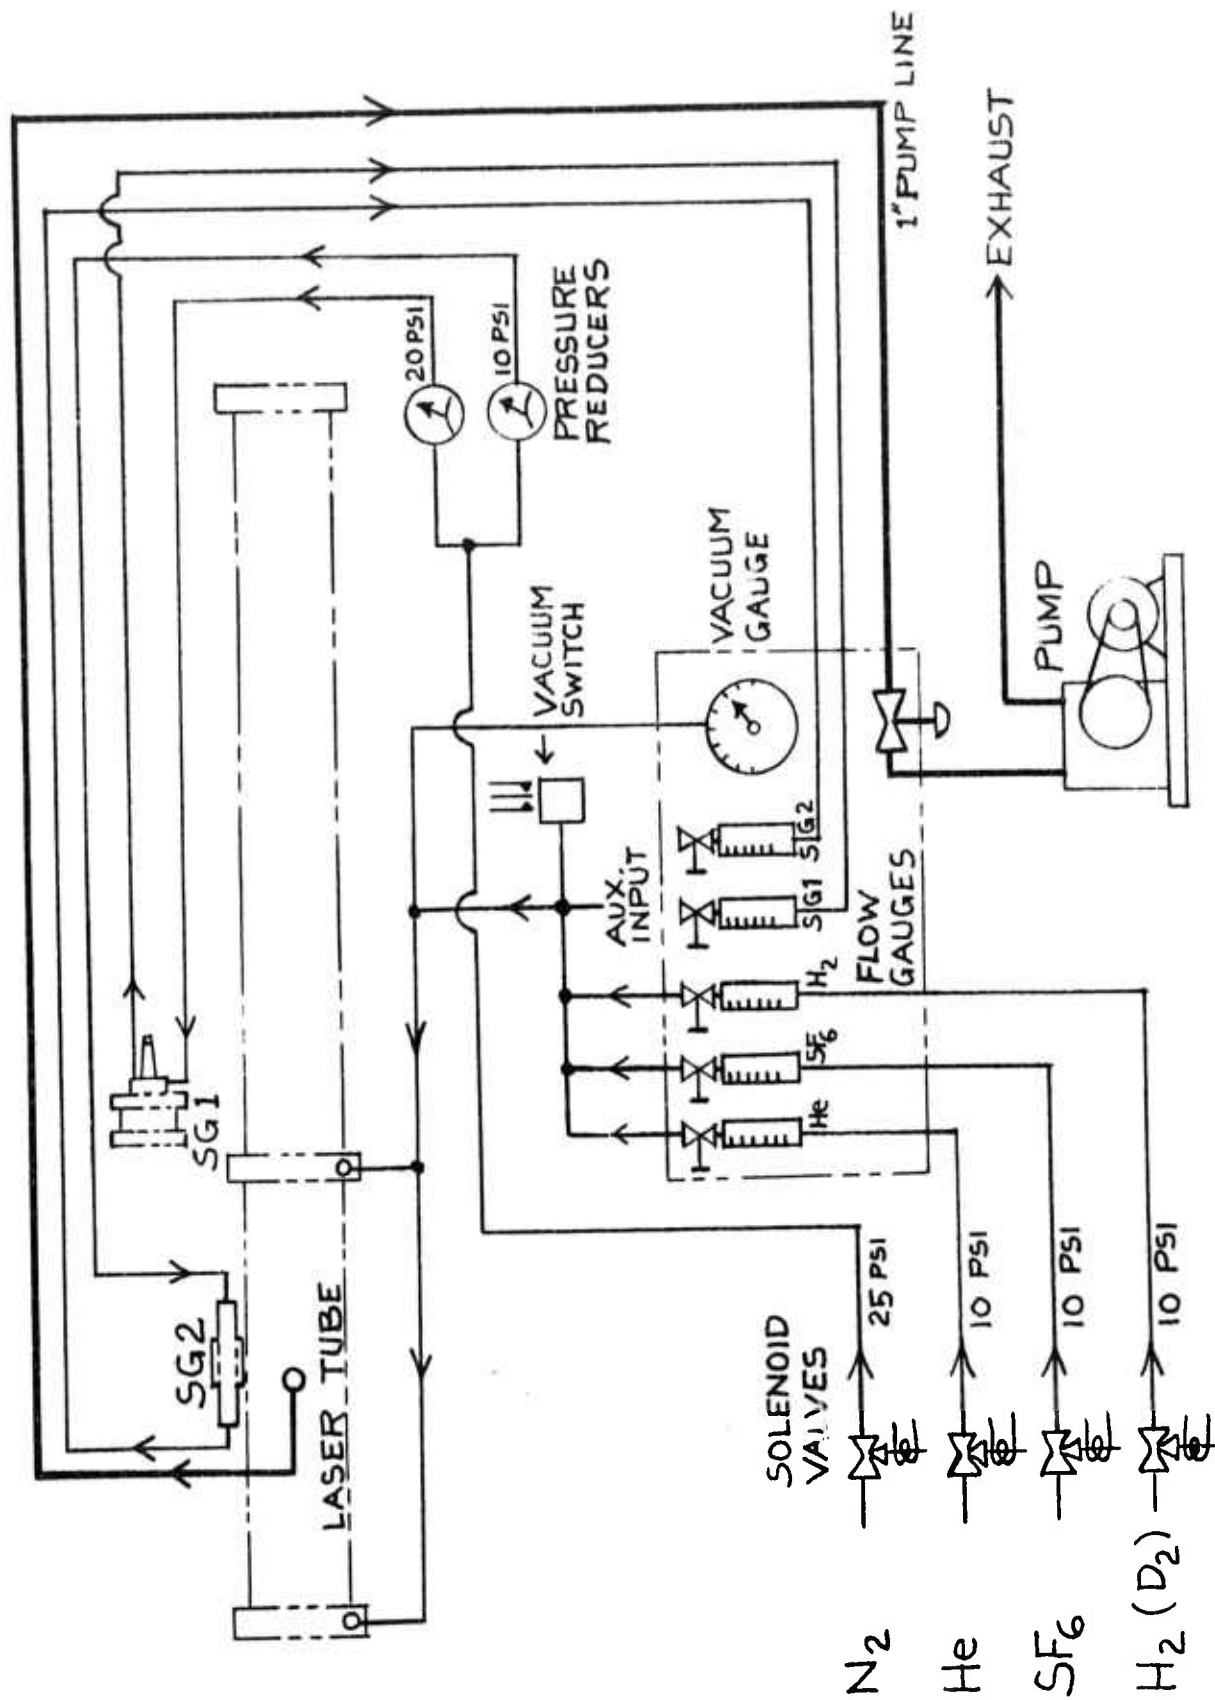 SG2
SG1
LASER TUBE
20 PSI
10 PSI
PRESSURE
REDUCERS
VACUUM
SWITCH
AUX.
INPUT
VACUUM
GAUGE
He
SF6
H2
SG1
SG2
FLOW
GAUGES
1" PUMP LINE
SOLENOID
VALVES
N2
25 PSI
He
10 PSI
SF6
10 PSI
H2 (D2)
10 PSI
PUMP
EXHAUST